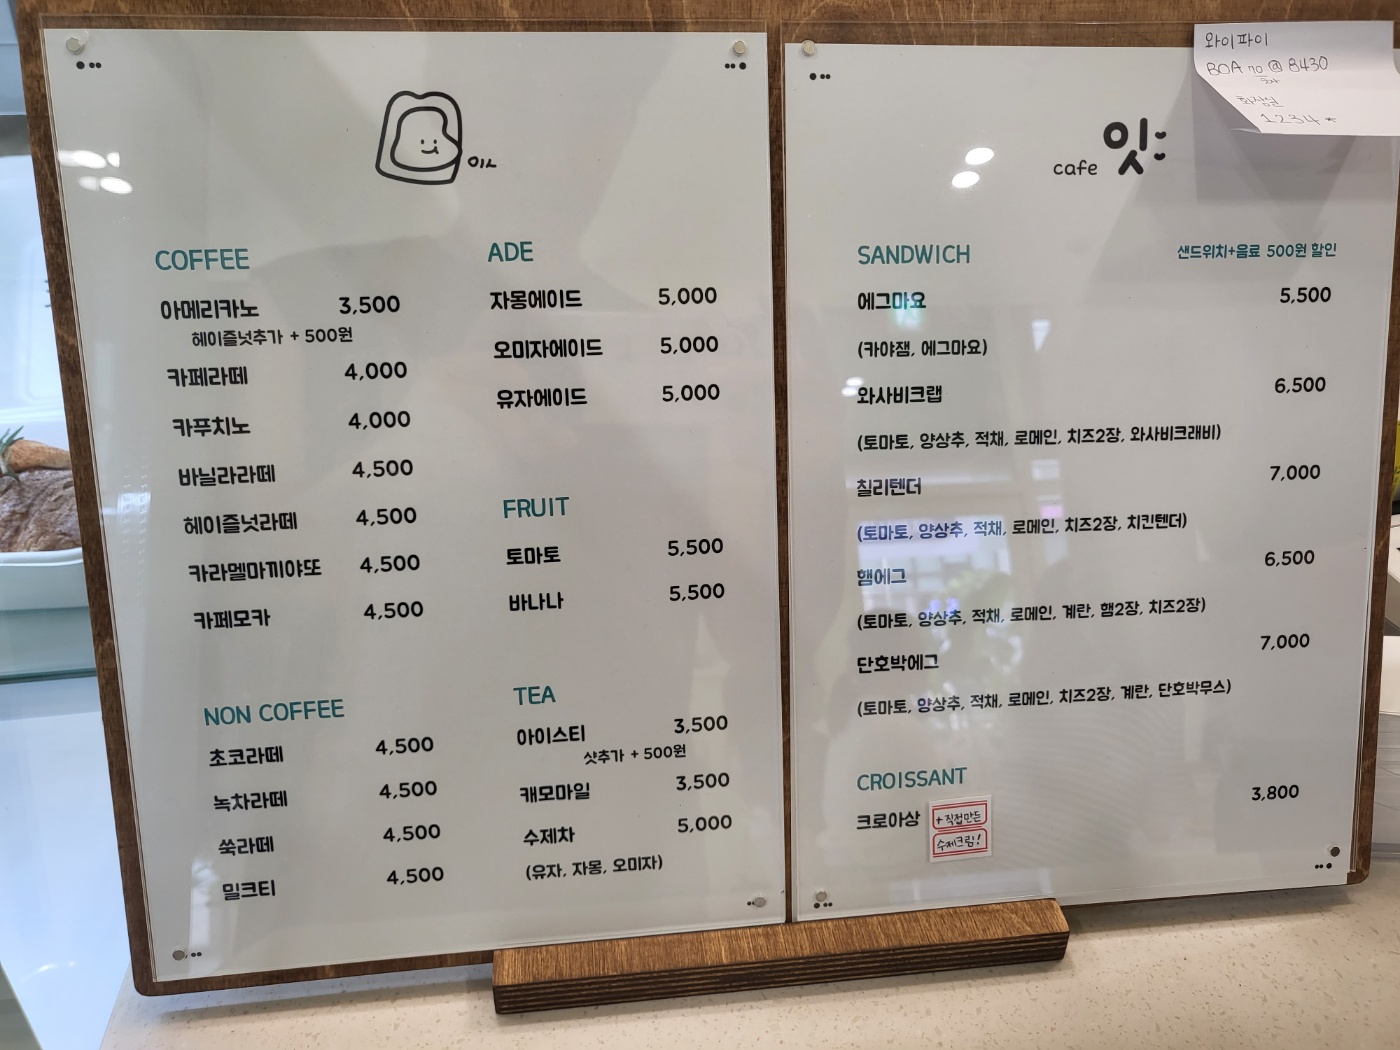 COFFEE
아메리카노 3,500
헤이즐넛추가 + 500원
카페라떼 4,000
카푸치노 4,000
바닐라라떼 4,500
헤이즐넛라떼 4,500
카라멜마끼야또 4,500
카페모카 4,500
NON COFFEE
초코라떼 4,500
녹차라떼 4,500
쑥라떼 4,500
밀크티 4,500
ADE
자몽에이드 5,000
오미자에이드 5,000
유자에이드 5,000
FRUIT
토마토 5,500
바나나 5,500
TEA
아이스티 3,500
샷추가 + 500원
캐모마일 3,500
수제차 5,000
(유자, 자몽, 오미자)
와이파이
BOA 70 @ 8430
화장실
1234*
cafe 잇
SANDWICH 샌드위치+음료 500원 할인
에그마요 5,500
(카야잼, 에그마요)
와사비크랩 6,500
(토마토, 양상추, 적채, 로메인, 치즈2장, 와사비크래비)
칠리텐더 7,000
(토마토, 양상추, 적채, 로메인, 치즈2장, 치킨텐더)
햄에그 6,500
(토마토, 양상추, 적채, 로메인, 계란, 햄2장, 치즈2장)
단호박에그 7,000
(토마토, 양상추, 적채, 로메인, 치즈2장, 계란, 단호박무스)
CROISSANT
크로아상 3,800
+ 직접만든
수제크림!